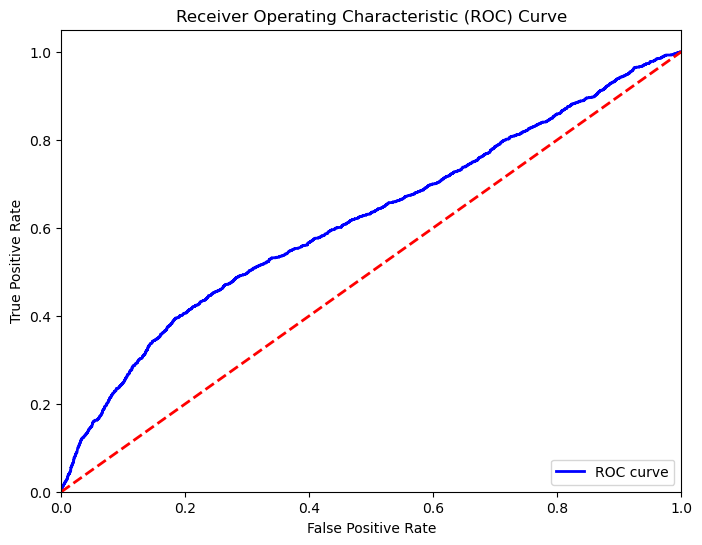 Receiver Operating Characteristic (ROC) Curve
True Positive Rate
1.0
0.8
0.6
0.4
0.2
0.0
0.0 0.2 0.4 0.6 0.8 1.0
False Positive Rate
ROC curve